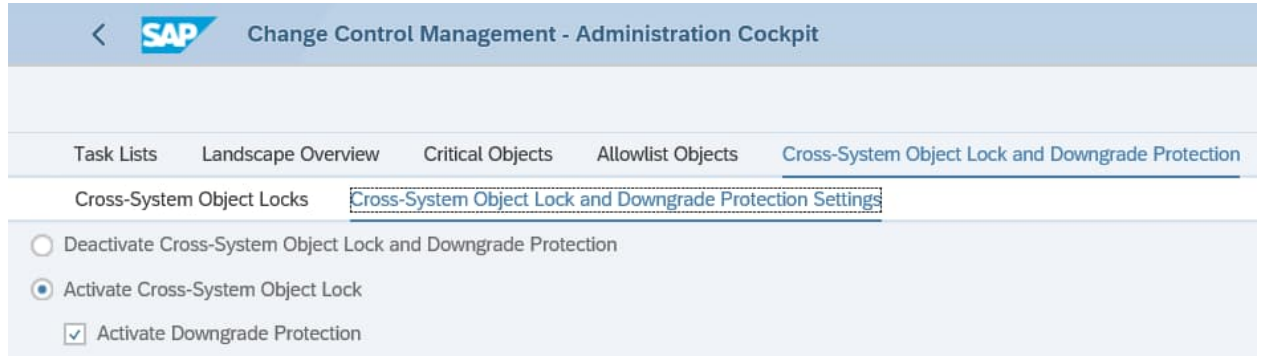 SAP Change Control Management - Administration Cockpit
Task Lists Landscape Overview Critical Objects Allowlist Objects Cross-System Object Lock and Downgrade Protection
Cross-System Object Locks Cross-System Object Lock and Downgrade Protection Settings
Deactivate Cross-System Object Lock and Downgrade Protection
Activate Cross-System Object Lock
Activate Downgrade Protection